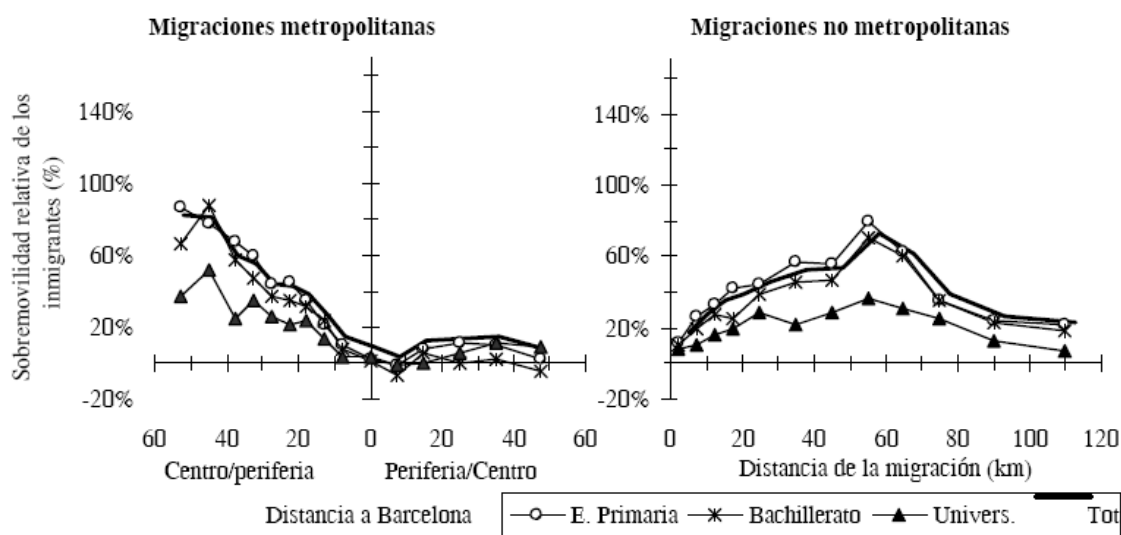 Migraciones metropolitanas
Migraciones no metropolitanas
Sobremovilidad relativa de los
inmigrantes (%)
140%
100%
60%
20%
-20%
60 40 20 0 20 40 60
Centro/periferia Periferia/Centro
140%
100%
60%
20%
-20%
0 20 40 60 80 100 120
Distancia de la migración (km)
Distancia a Barcelona
E. Primaria Bachillerato Univers. Tot